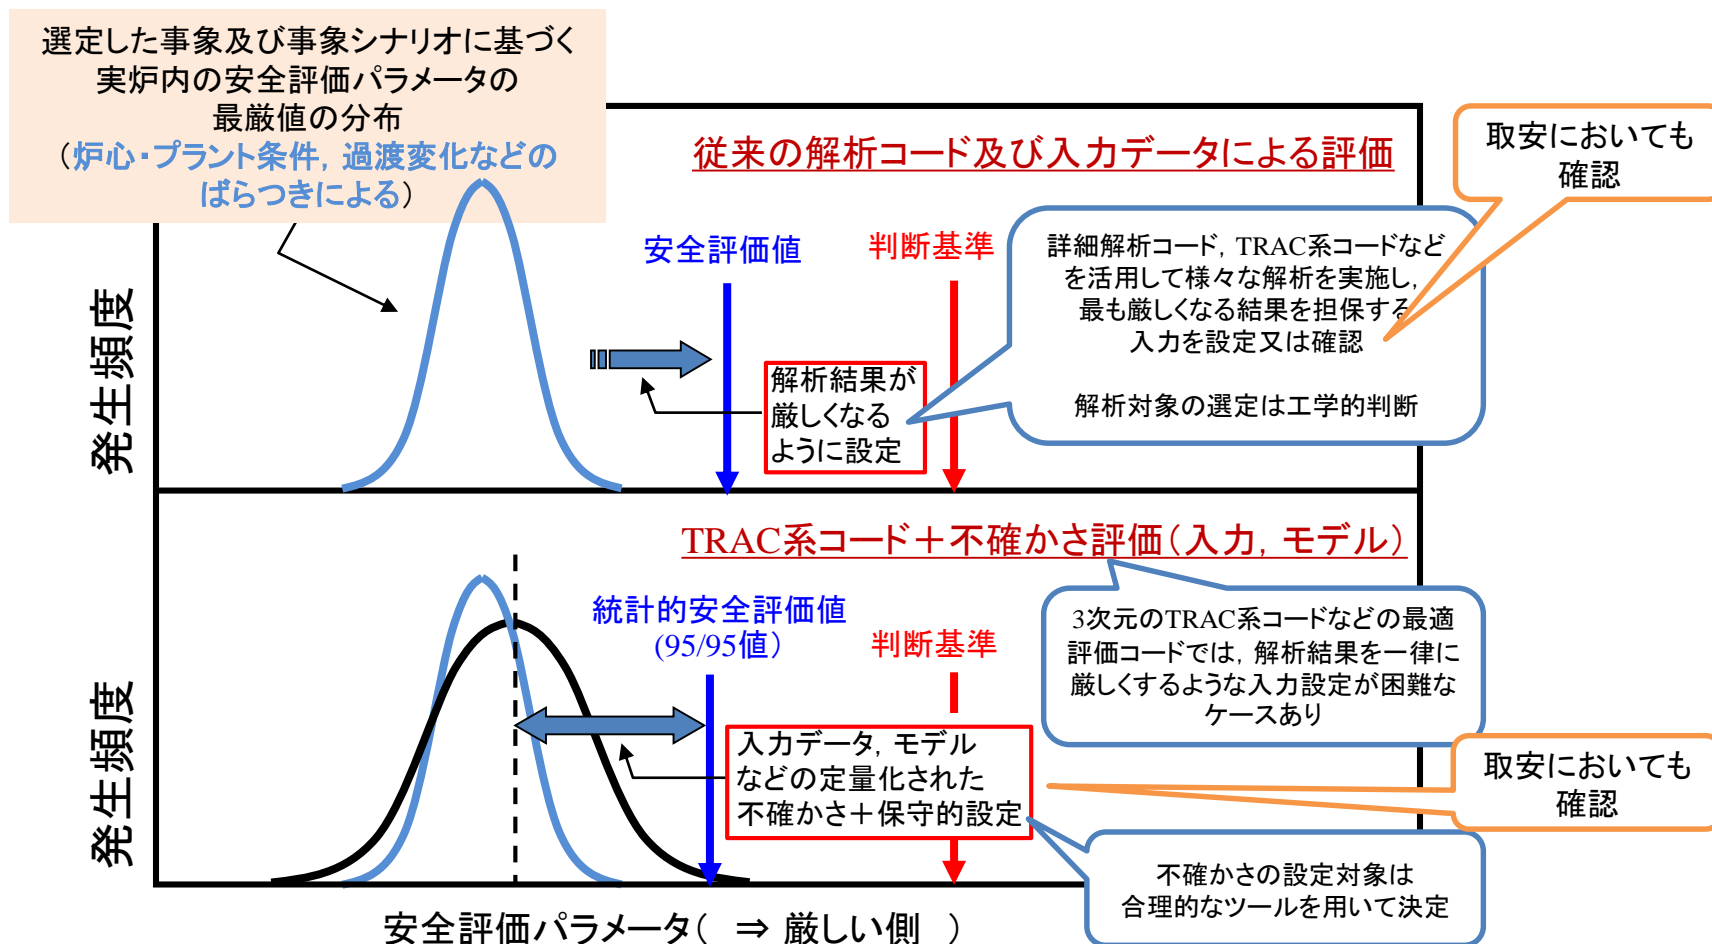 選定した事象及び事象シナリオに基づく
実炉内の安全評価パラメータの
最厳値の分布
（炉心・プラント条件，過渡変化などの
ばらつきによる）
従来の解析コード及び入力データによる評価
取安においても
確認
発生頻度
安全評価値
判断基準
詳細解析コード，TRAC系コードなど
を活用して様々な解析を実施し，
最も厳しくなる結果を担保する
入力を設定又は確認
解析対象の選定は工学的判断
解析結果が
厳しくなる
ように設定
TRAC系コード＋不確かさ評価（入力，モデル）
発生頻度
統計的安全評価値
(95/95値）
判断基準
3次元のTRAC系コードなどの最適
評価コードでは，解析結果を一律に
厳しくするような入力設定が困難な
ケースあり
入力データ，モデル
などの定量化された
不確かさ＋保守的設定
取安においても
確認
不確かさの設定対象は
合理的なツールを用いて決定
安全評価パラメータ（ ⇒ 厳しい側 ）